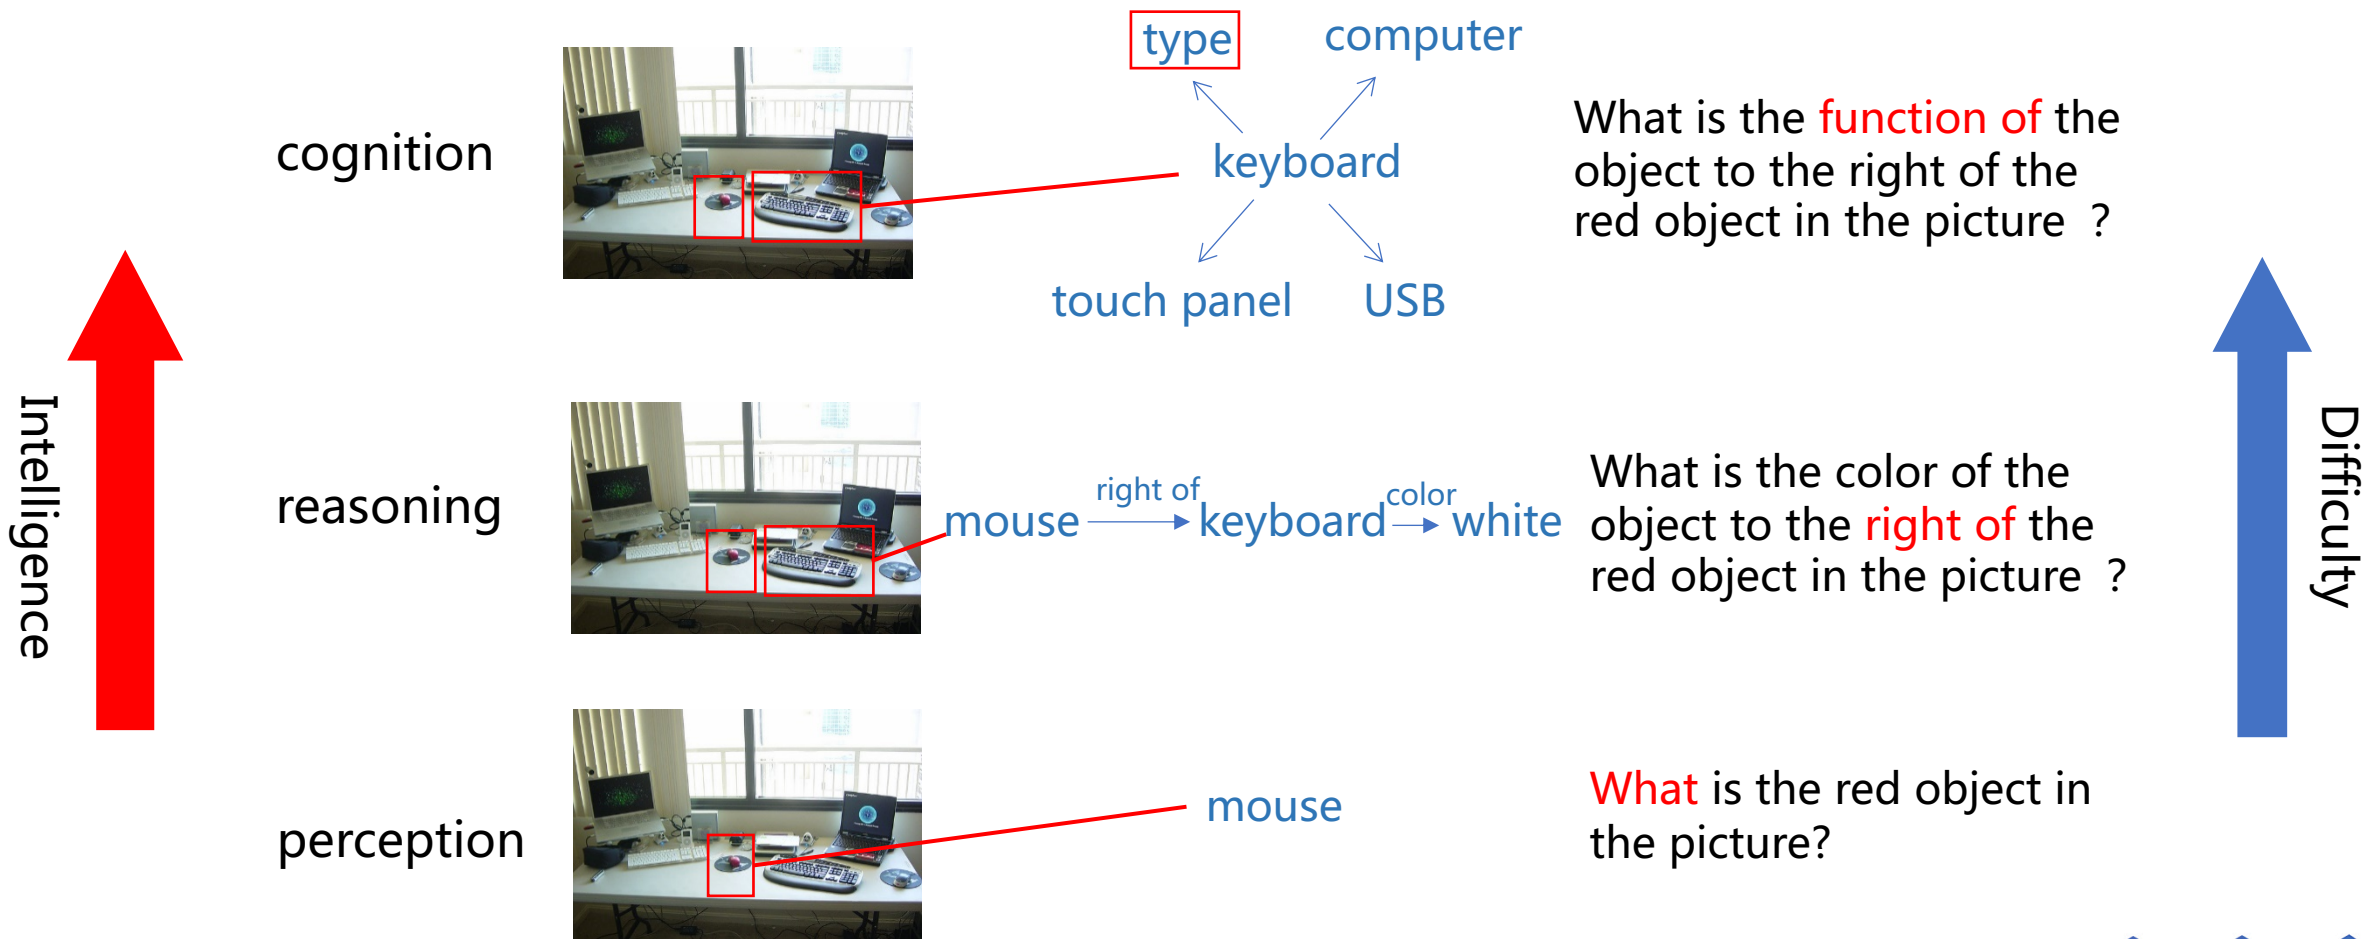 type
computer
cognition
keyboard
What is the function of the
object to the right of the
red object in the picture ?
touch panel
USB
Intelligence
reasoning
mouse
right of
keyboard
color
white
What is the color of the
object to the right of the
red object in the picture ?
Difficulty
perception
mouse
What is the red object in
the picture?